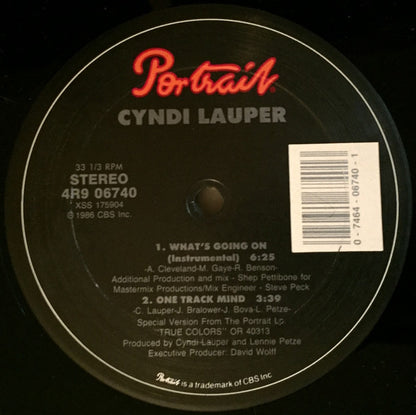 Portrait
CYNDI LAUPER
33 1/3 RPM
STEREO
4R9 06740
XSS 175904
℗ 1986 CBS Inc.
0 - 7464 - 06740 - 1
1. WHAT'S GOING ON
(Instrumental) 6:25
-A. Cleveland-M. Gaye-R. Benson-
Additional Production and mix - Shep Pettibone for
Mastermix Productions/Mix Engineer - Steve Peck
2. ONE TRACK MIND 3:39
-C. Lauper-J. Bralower-J. Bova-L. Petze-
Special Version From The Portrait Lp
"TRUE COLORS" OR 40313
Produced by Cyndi Lauper and Lennie Petze
Executive Producer: David Wolff
Portrait is a trademark of CBS Inc